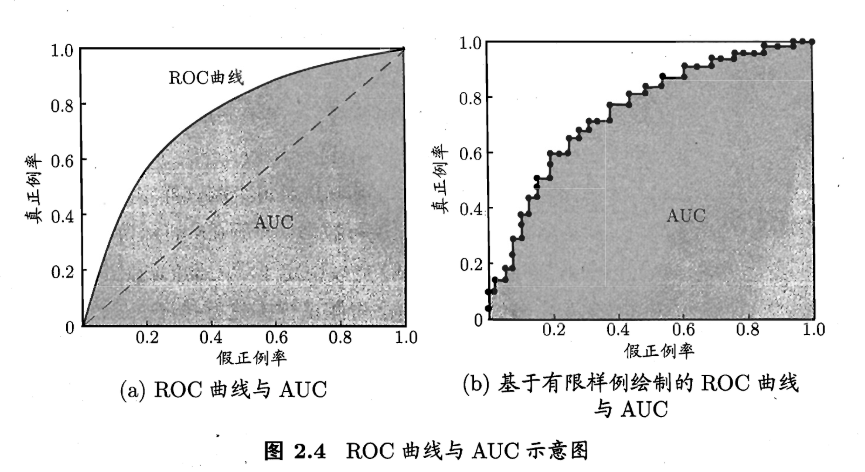 1.0
0.8
0.6
0.4
0.2
0
真正例率
ROC曲线
AUC
0.2 0.4 0.6 0.8 1.0
假正例率
(a) ROC 曲线与 AUC
1.0
0.8
0.6
0.4
0.2
0
真正例率
AUC
0.2 0.4 0.6 0.8 1.0
假正例率
(b) 基于有限样例绘制的 ROC 曲线
与 AUC
图 2.4 ROC 曲线与 AUC 示意图